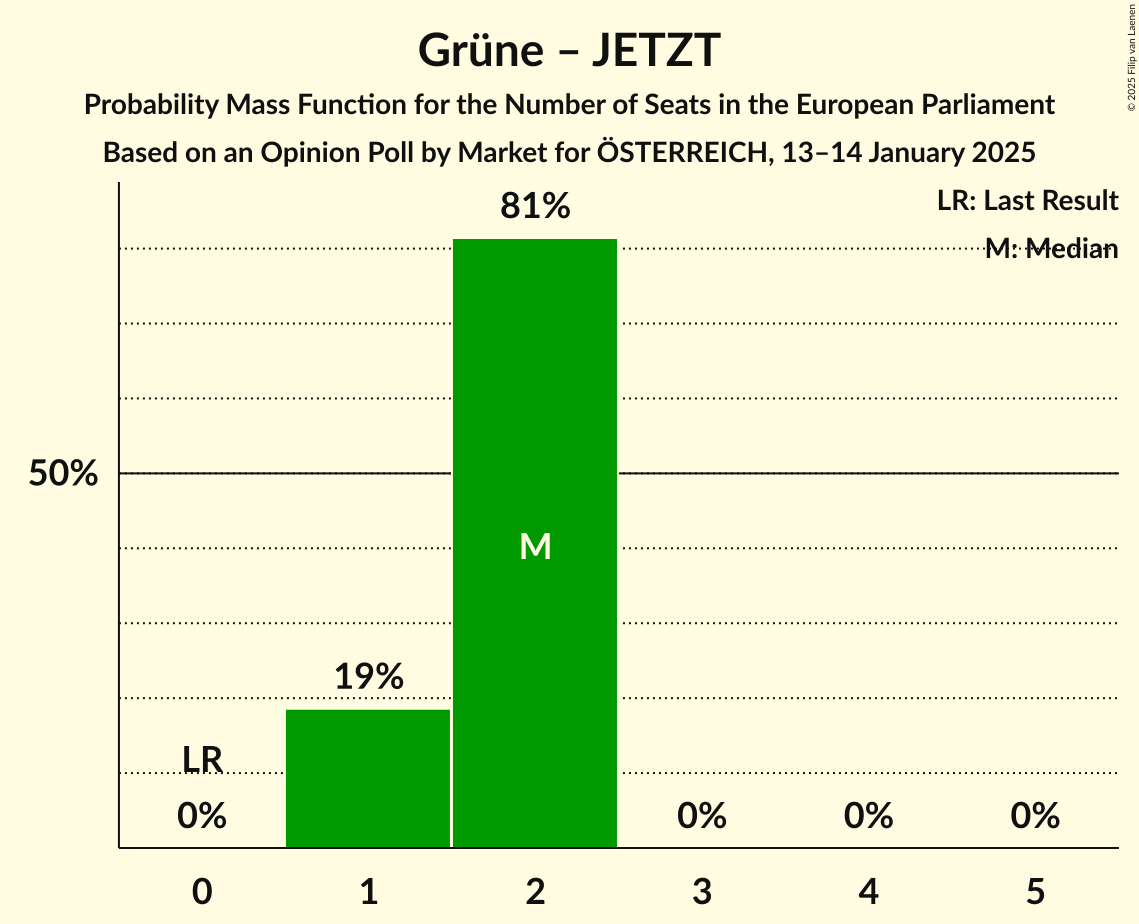 Grüne – JETZT
Probability Mass Function for the Number of Seats in the European Parliament
Based on an Opinion Poll by Market for ÖSTERREICH, 13–14 January 2025
© 2025 Filip van Laenen
LR: Last Result
M: Median
81%
50%
M
19%
LR
0%
0%
0%
0%
0
1
2
3
4
5